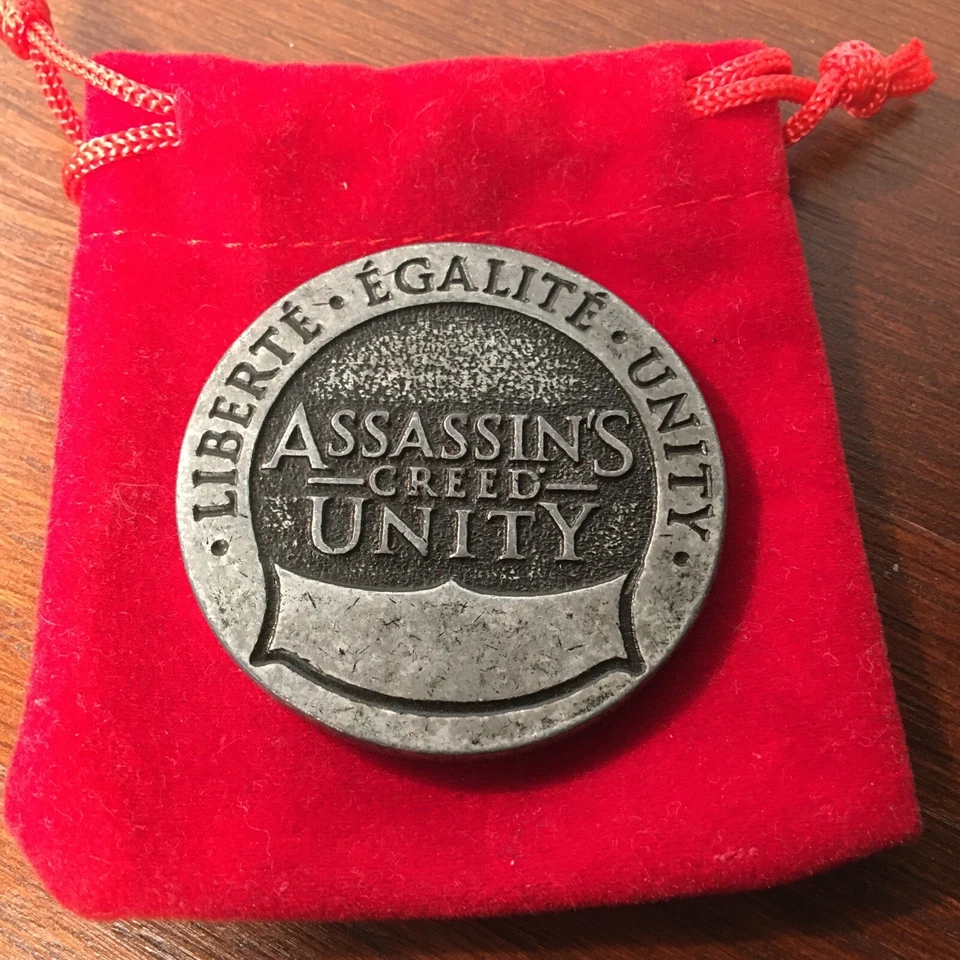 • LIBERTÉ • ÉGALITÉ • UNITY •
ASSASSIN'S
CREED
UNITY